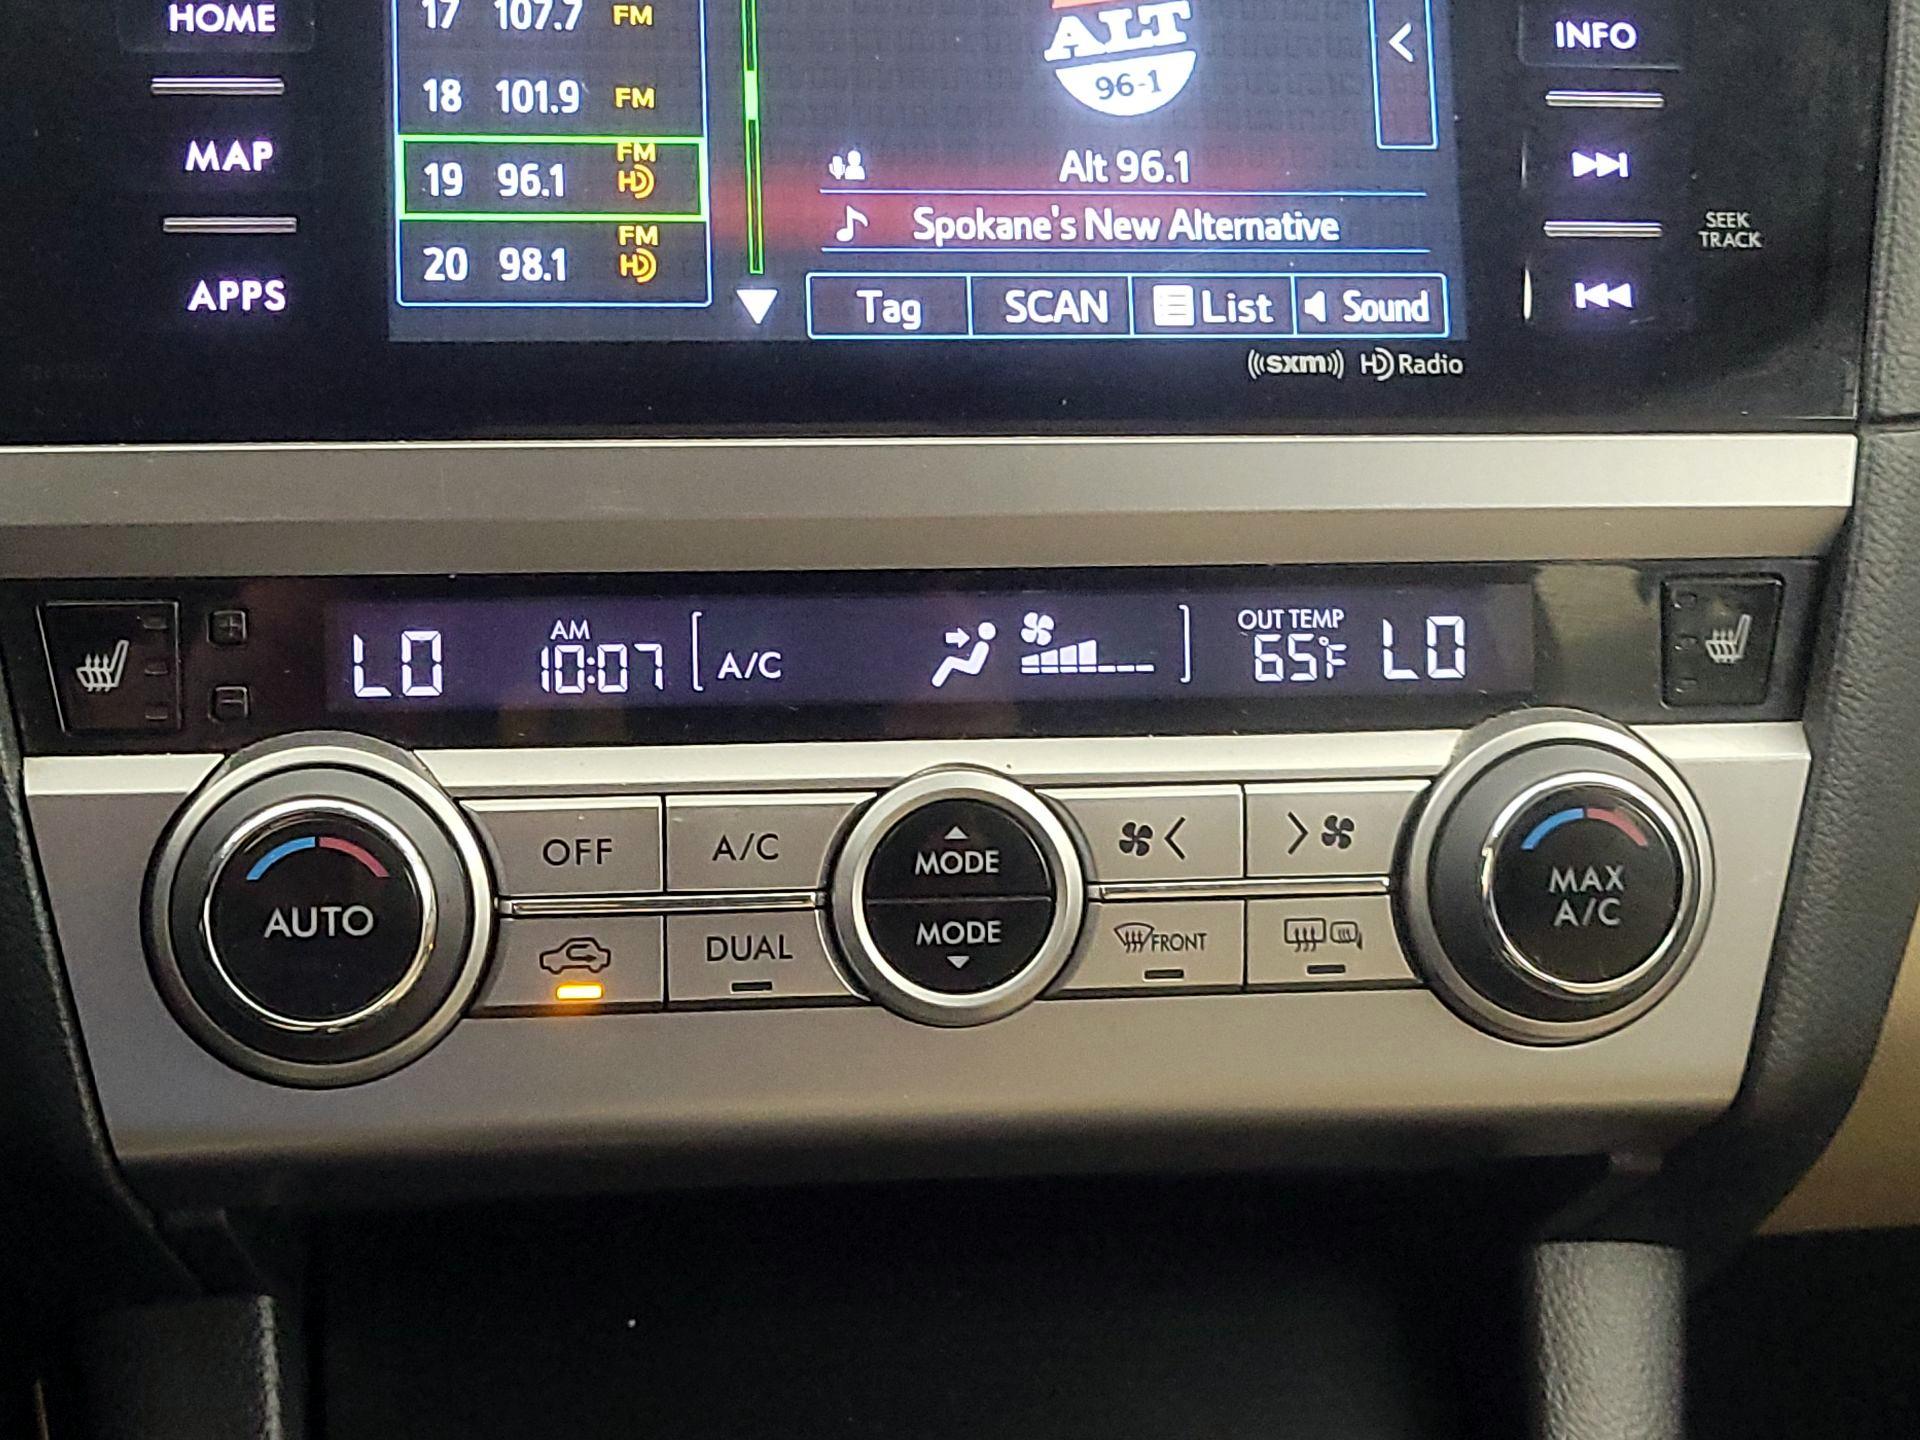 HOME
MAP
APPS
17 107.7 FM
18 101.9 FM
19 96.1 FM HD
20 98.1 FM HD
ALT
96-1
Alt 96.1
Spokane's New Alternative
Tag SCAN List Sound
(((sxm))) HD Radio
INFO
SEEK
TRACK
LO
AM
10:07
A/C
OUT TEMP
65°F
LO
AUTO
OFF
A/C
DUAL
MODE
MODE
FRONT
MAX
A/C